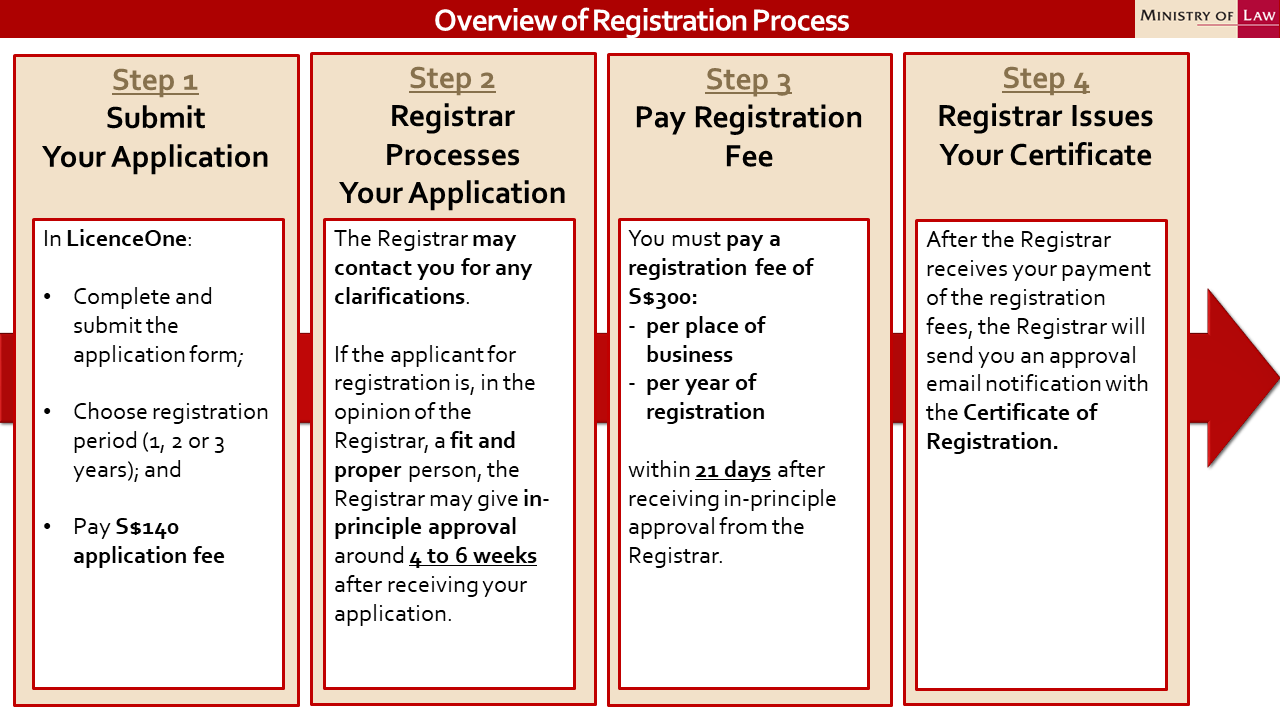 Overview of Registration Process
MINISTRY OF LAW
Step 1
Submit
Your Application
In LicenceOne:
• Complete and
submit the
application form;
• Choose registration
period (1, 2 or 3
years); and
• Pay S$140
application fee
Step 2
Registrar
Processes
Your Application
The Registrar may
contact you for any
clarifications.
If the applicant for
registration is, in the
opinion of the
Registrar, a fit and
proper person, the
Registrar may give in-
principle approval
around 4 to 6 weeks
after receiving your
application.
Step 3
Pay Registration
Fee
You must pay a
registration fee of
S$300:
- per place of
business
- per year of
registration
within 21 days after
receiving in-principle
approval from the
Registrar.
Step 4
Registrar Issues
Your Certificate
After the Registrar
receives your payment
of the registration
fees, the Registrar will
send you an approval
email notification with
the Certificate of
Registration.